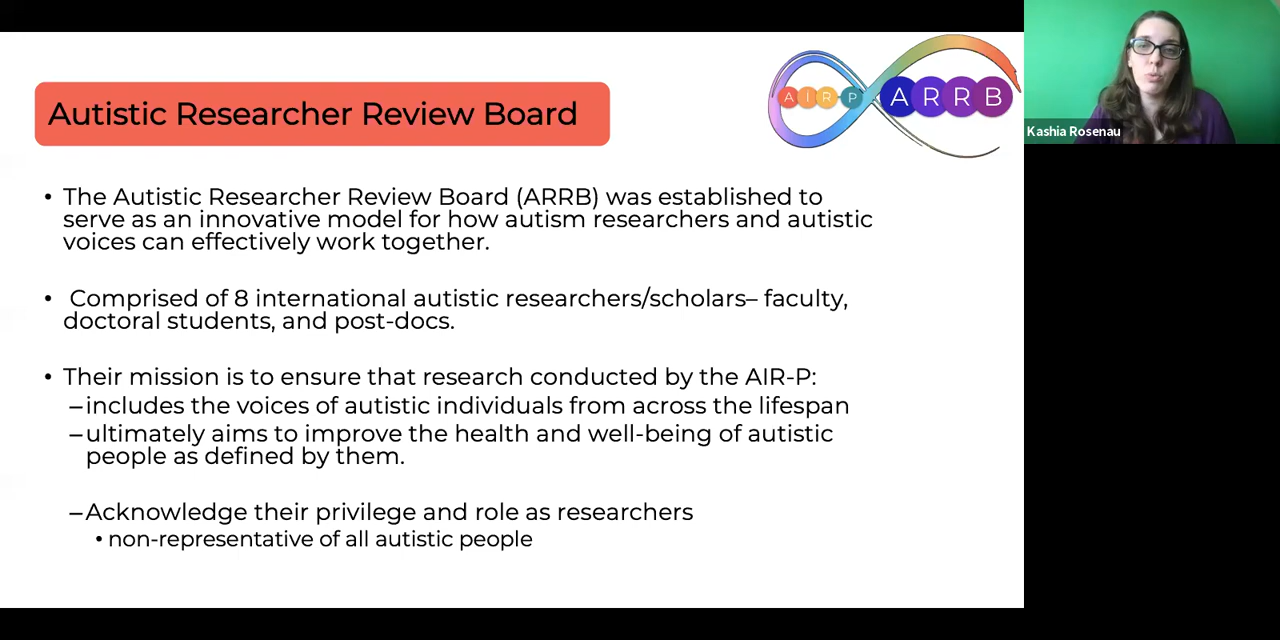 AIRP ARRB
Autistic Researcher Review Board
• The Autistic Researcher Review Board (ARRB) was established to
serve as an innovative model for how autism researchers and autistic
voices can effectively work together.
• Comprised of 8 international autistic researchers/scholars– faculty,
doctoral students, and post-docs.
• Their mission is to ensure that research conducted by the AIR-P:
–includes the voices of autistic individuals from across the lifespan
–ultimately aims to improve the health and well-being of autistic
people as defined by them.
–Acknowledge their privilege and role as researchers
• non-representative of all autistic people
Kashia Rosenau